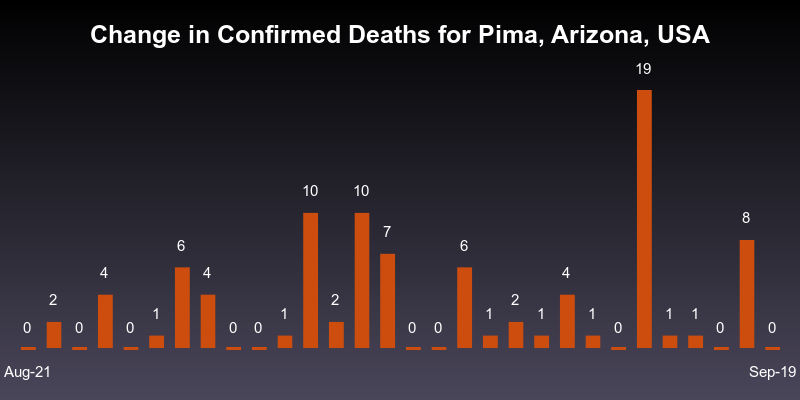 Change in Confirmed Deaths for Pima, Arizona, USA
0 2 0 4 0 1 6 4 0 0 1 10 2 10 7 0 0 6 1 2 1 4 1 0 19 1 1 0 8 0
Aug-21 Sep-19